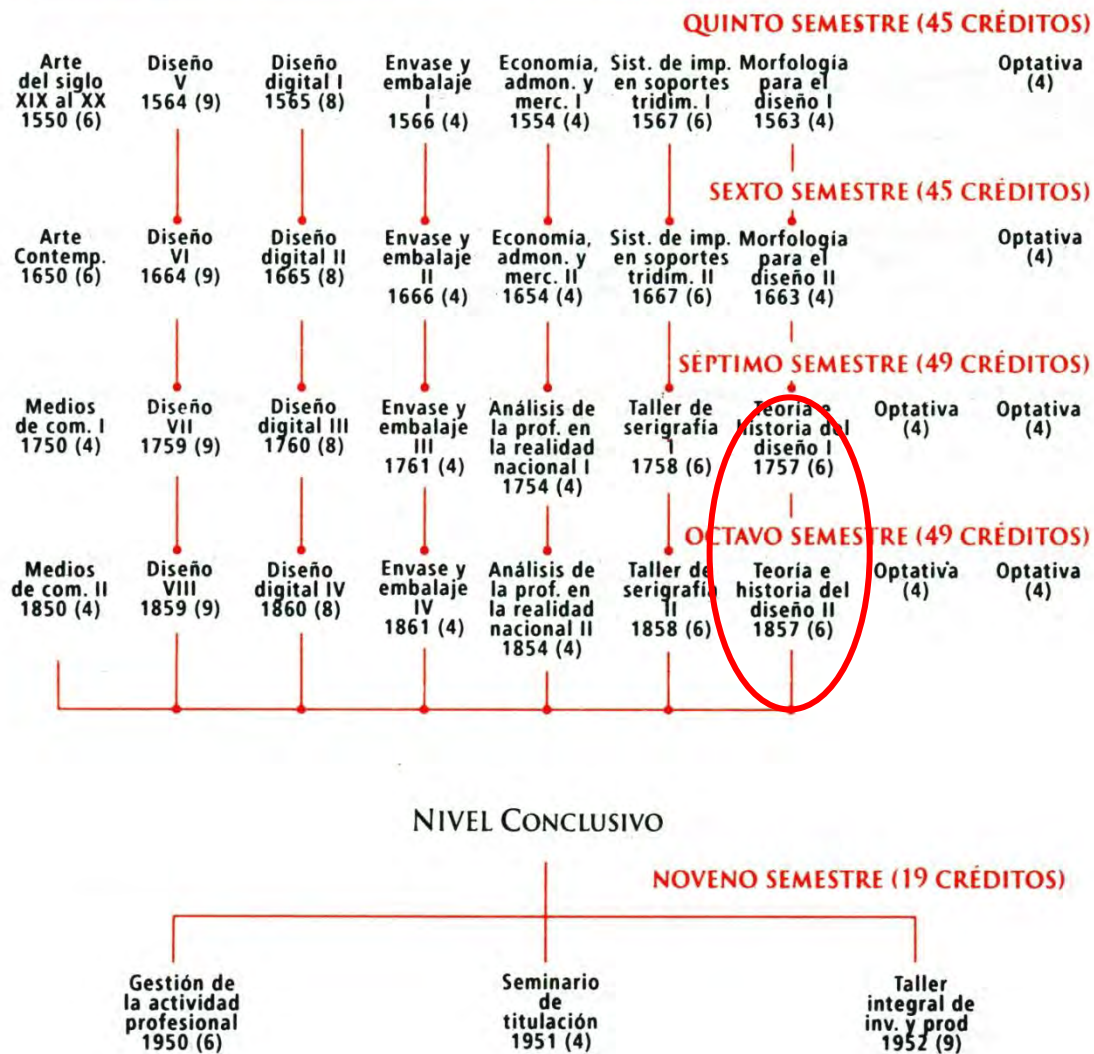 QUINTO SEMESTRE (45 CRÉDITOS)
Arte
del siglo
XIX al XX
1550 (6)
Diseño
V
1564 (9)
Diseño
digital I
1565 (8)
Envase y
embalaje
I
1566 (4)
Economía,
admon. y
merc. I
1554 (4)
Sist. de imp.
en soportes
tridim. I
1567 (6)
Morfología
para el
diseño I
1563 (4)
Optativa
(4)
SEXTO SEMESTRE (45 CRÉDITOS)
Arte
Contemp.
1650 (6)
Diseño
VI
1664 (9)
Diseño
digital II
1665 (8)
Envase y
embalaje
II
1666 (4)
Economía,
admon. y
merc. II
1654 (4)
Sist. de imp.
en soportes
tridim. II
1667 (6)
Morfología
para el
diseño II
1663 (4)
Optativa
(4)
SÉPTIMO SEMESTRE (49 CRÉDITOS)
Medios
de com. I
1750 (4)
Diseño
VII
1759 (9)
Diseño
digital III
1760 (8)
Envase y
embalaje
III
1761 (4)
Análisis de
la prof. en
la realidad
nacional I
1754 (4)
Taller de
serigrafía
I
1758 (6)
Teoría e
historia del
diseño I
1757 (6)
Optativa
(4)
Optativa
(4)
OCTAVO SEMESTRE (49 CRÉDITOS)
Medios
de com. II
1850 (4)
Diseño
VIII
1859 (9)
Diseño
digital IV
1860 (8)
Envase y
embalaje
IV
1861 (4)
Análisis de
la prof. en
la realidad
nacional II
1854 (4)
Taller de
serigrafía
II
1858 (6)
Teoría e
historia del
diseño II
1857 (6)
Optativa
(4)
Optativa
(4)
NIVEL CONCLUSIVO
NOVENO SEMESTRE (19 CRÉDITOS)
Gestión de
la actividad
profesional
1950 (6)
Seminario
de
titulación
1951 (4)
Taller
integral de
inv. y prod
1952 (9)